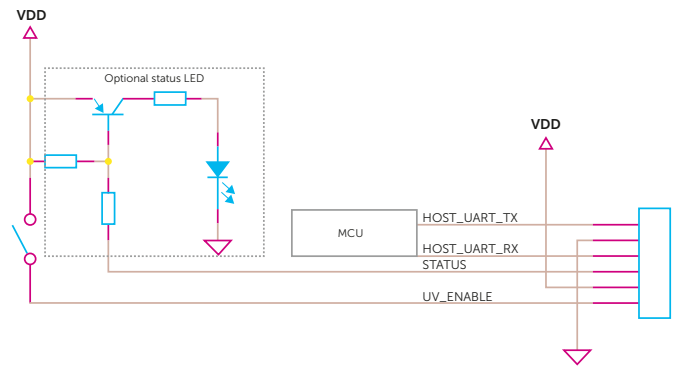 VDD
Optional status LED
VDD
HOST_UART_TX
MCU
HOST_UART_RX
STATUS
UV_ENABLE